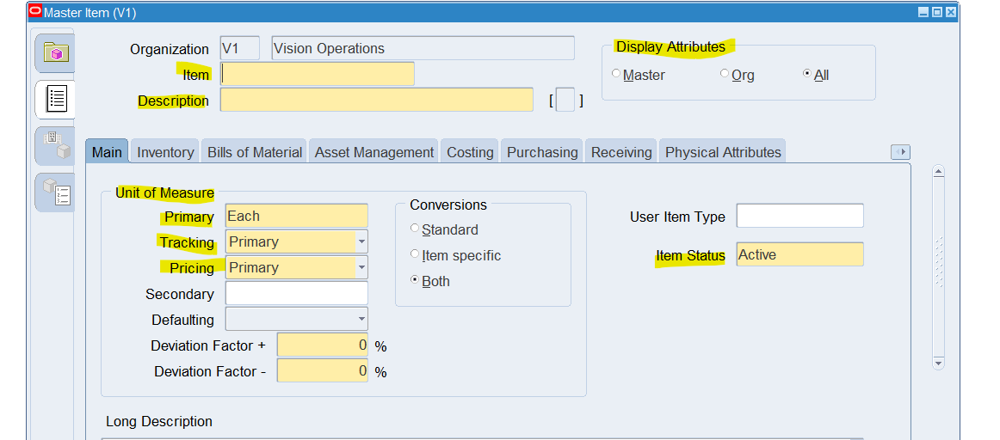 Master Item (V1)
Organization V1 Vision Operations
Item
Description [ ]
Display Attributes
Master Org All
Main Inventory Bills of Material Asset Management Costing Purchasing Receiving Physical Attributes
Unit of Measure
Primary Each
Tracking Primary
Pricing Primary
Secondary
Defaulting
Deviation Factor + 0 %
Deviation Factor - 0 %
Conversions
Standard
Item specific
Both
User Item Type
Item Status Active
Long Description